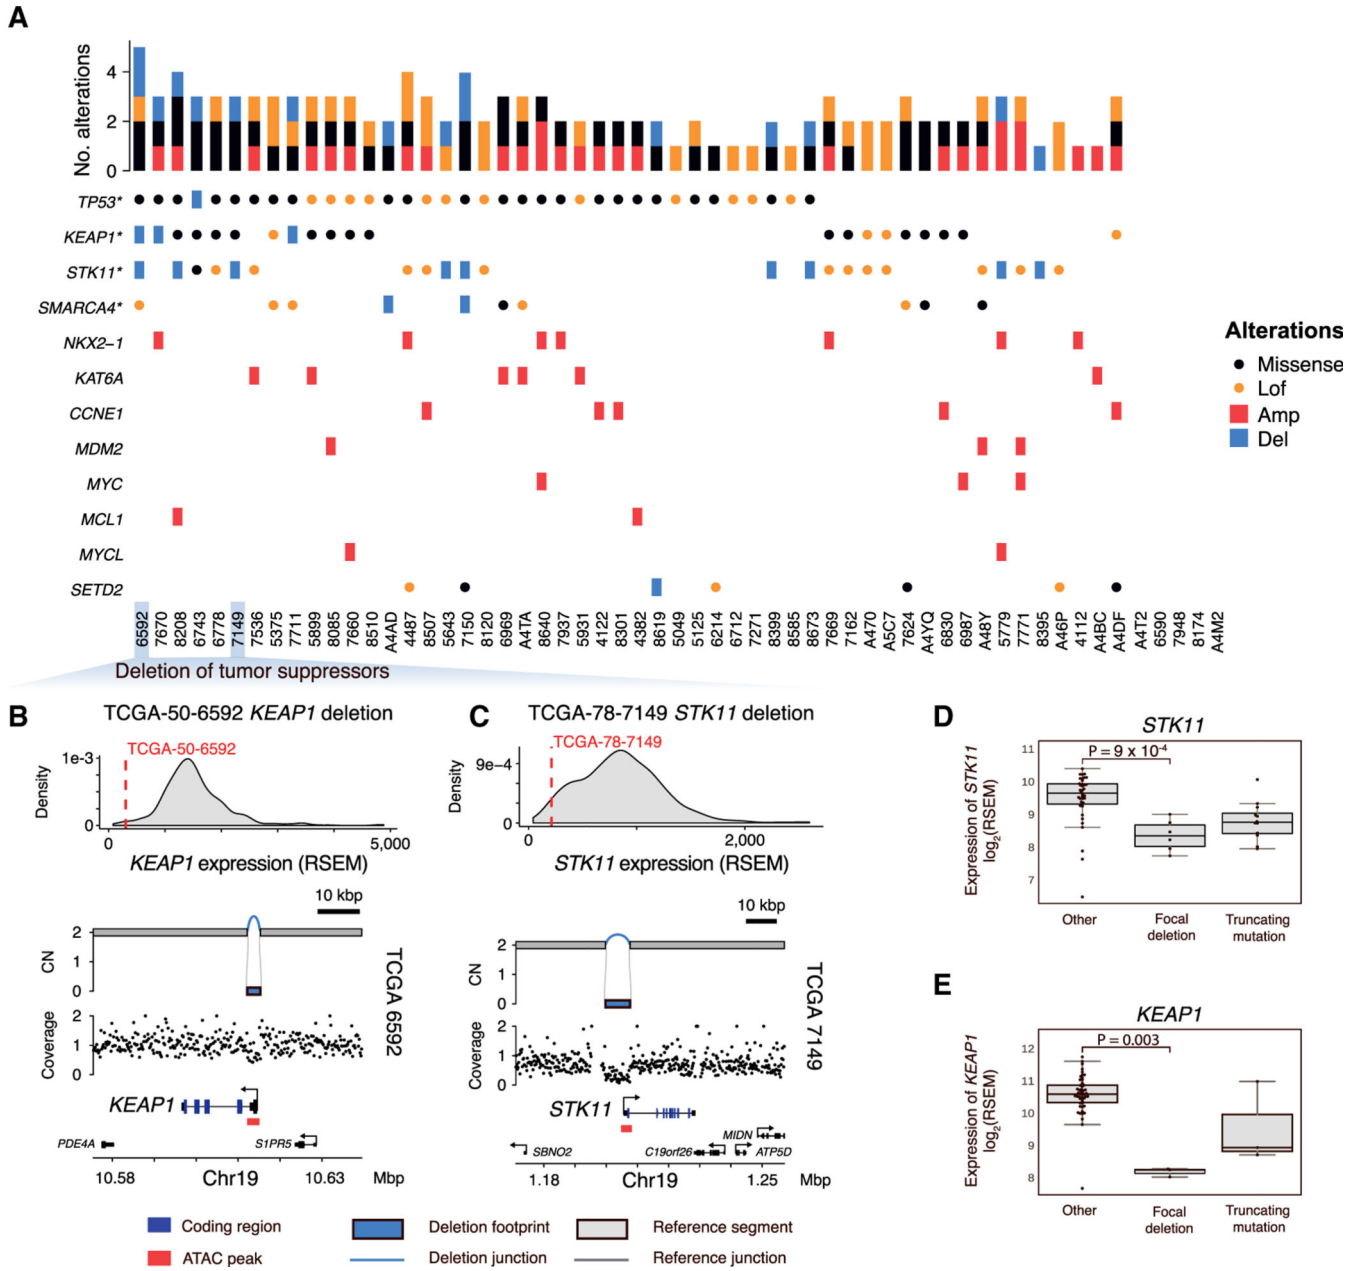 A
No. alterations
4
2
0
TP53*
KEAP1*
STK11*
SMARCA4*
NKX2−1
KAT6A
CCNE1
MDM2
MYC
MCL1
MYCL
SETD2
Alterations
Missense
Lof
Amp
Del
6592 7670 8208 6743 6778 7149 7536 5375 7711 5899 8085 7660 8510 A4AD 4487 8507 5643 7150 8120 6969 A4TA 8640 7937 5931 4122 8301 4382 8619 5049 5125 6214 6712 7271 8399 8585 8673 7669 7162 A470 A5C7 7624 A4YQ 6830 6987 A48Y 5779 7771 8395 A46P 4112 A4BC A4DF A4T2 6590 7948 8174 A4M2
Deletion of tumor suppressors
B
TCGA-50-6592 KEAP1 deletion
TCGA-50-6592
1e-3
0
Density
0 5,000
KEAP1 expression (RSEM)
10 kbp
CN
2
1
0
TCGA 6592
Coverage
2
1
0
KEAP1
PDE4A S1PR5
10.58 Chr19 10.63 Mbp
C
TCGA-78-7149 STK11 deletion
TCGA-78-7149
9e−4
0
Density
0 2,000
STK11 expression (RSEM)
10 kbp
CN
2
1
0
TCGA 7149
Coverage
2
1
0
STK11
MIDN
SBNO2 C19orf26 ATP5D
1.18 Chr19 1.25 Mbp
Coding region Deletion footprint Reference segment
ATAC peak Deletion junction Reference junction
D
STK11
P = 9 x 10⁻⁴
Expression of STK11
log₂(RSEM)
11
10
9
8
7
Other Focal deletion Truncating mutation
E
KEAP1
P = 0.003
Expression of KEAP1
log₂(RSEM)
12
11
10
9
8
Other Focal deletion Truncating mutation